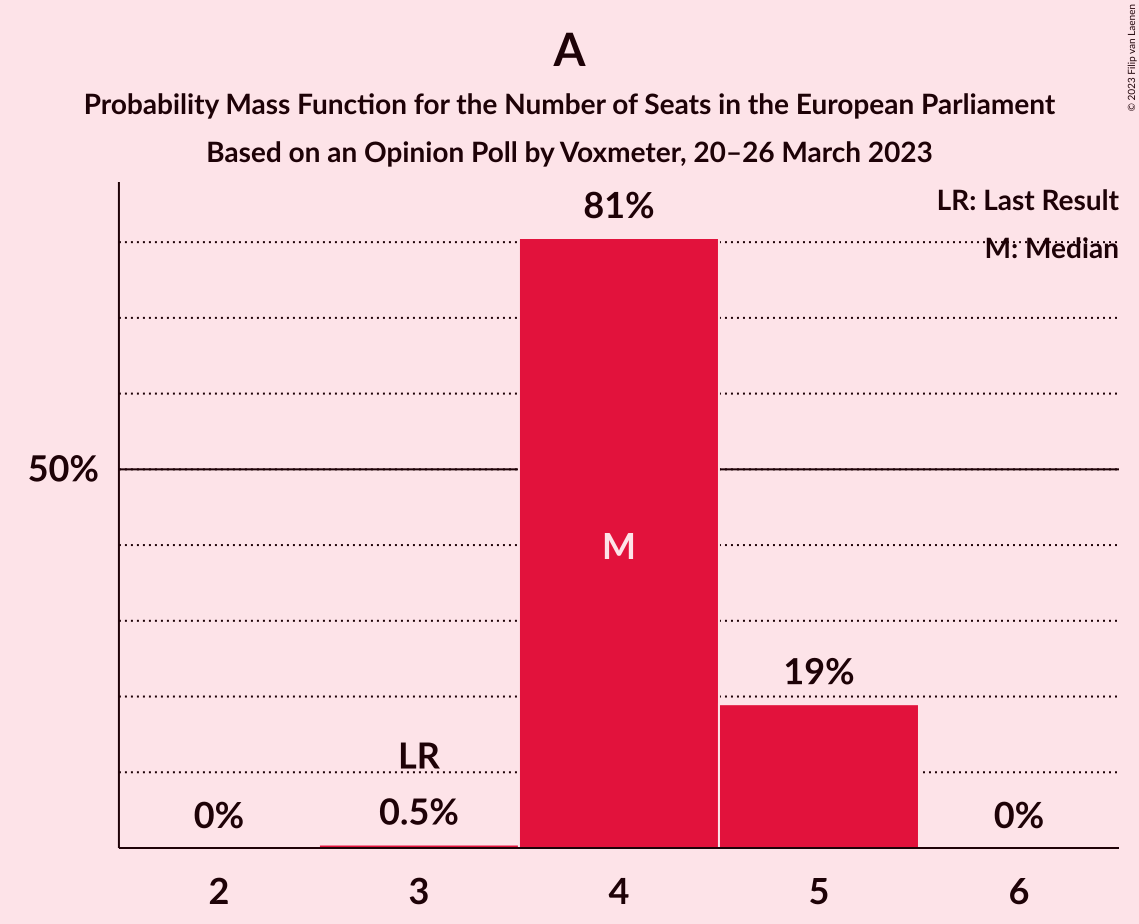 A
Probability Mass Function for the Number of Seats in the European Parliament
Based on an Opinion Poll by Voxmeter, 20–26 March 2023
© 2023 Filip van Laenen
LR: Last Result
M: Median
81%
50%
M
19%
LR
0%
0.5%
0%
2
3
4
5
6